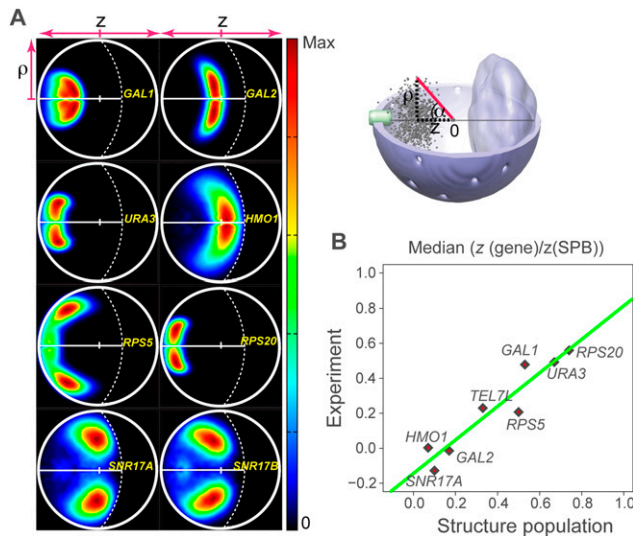 A
z
ρ
Max
GAL1
GAL2
URA3
HMO1
RPS5
RPS20
SNR17A
SNR17B
0
ρ
α
z
0
B
Median (z (gene)/z(SPB))
Experiment
1.0
0.8
0.6
0.4
0.2
0.0
−0.2
GAL1
RPS20
URA3
TEL7L
RPS5
HMO1
GAL2
SNR17A
0.0
0.2
0.4
0.6
0.8
1.0
Structure population